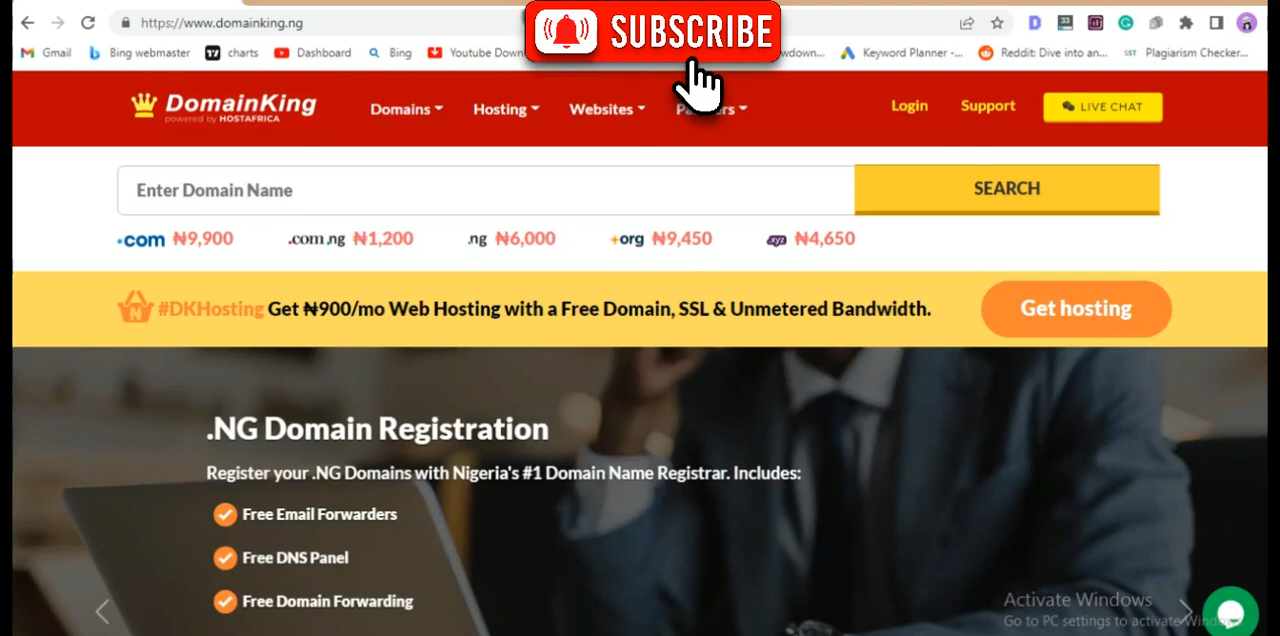 https://www.domainking.ng
SUBSCRIBE
Gmail
Bing webmaster
charts
Dashboard
Bing
Youtube Down
wdown...
Keyword Planner -...
Reddit: Dive into an...
SST Plagiarism Checker...
DomainKing
powered by HOSTAFRICA
Domains
Hosting
Websites
Login
Support
LIVE CHAT
Enter Domain Name
SEARCH
.com ₦9,900
.com.ng ₦1,200
.ng ₦6,000
+org ₦9,450
.xyz ₦4,650
N #DKHosting Get ₦900/mo Web Hosting with a Free Domain, SSL & Unmetered Bandwidth.
Get hosting
.NG Domain Registration
Register your .NG Domains with Nigeria's #1 Domain Name Registrar. Includes:
Free Email Forwarders
Free DNS Panel
Free Domain Forwarding
Activate Windows
Go to PC settings to activate Windows